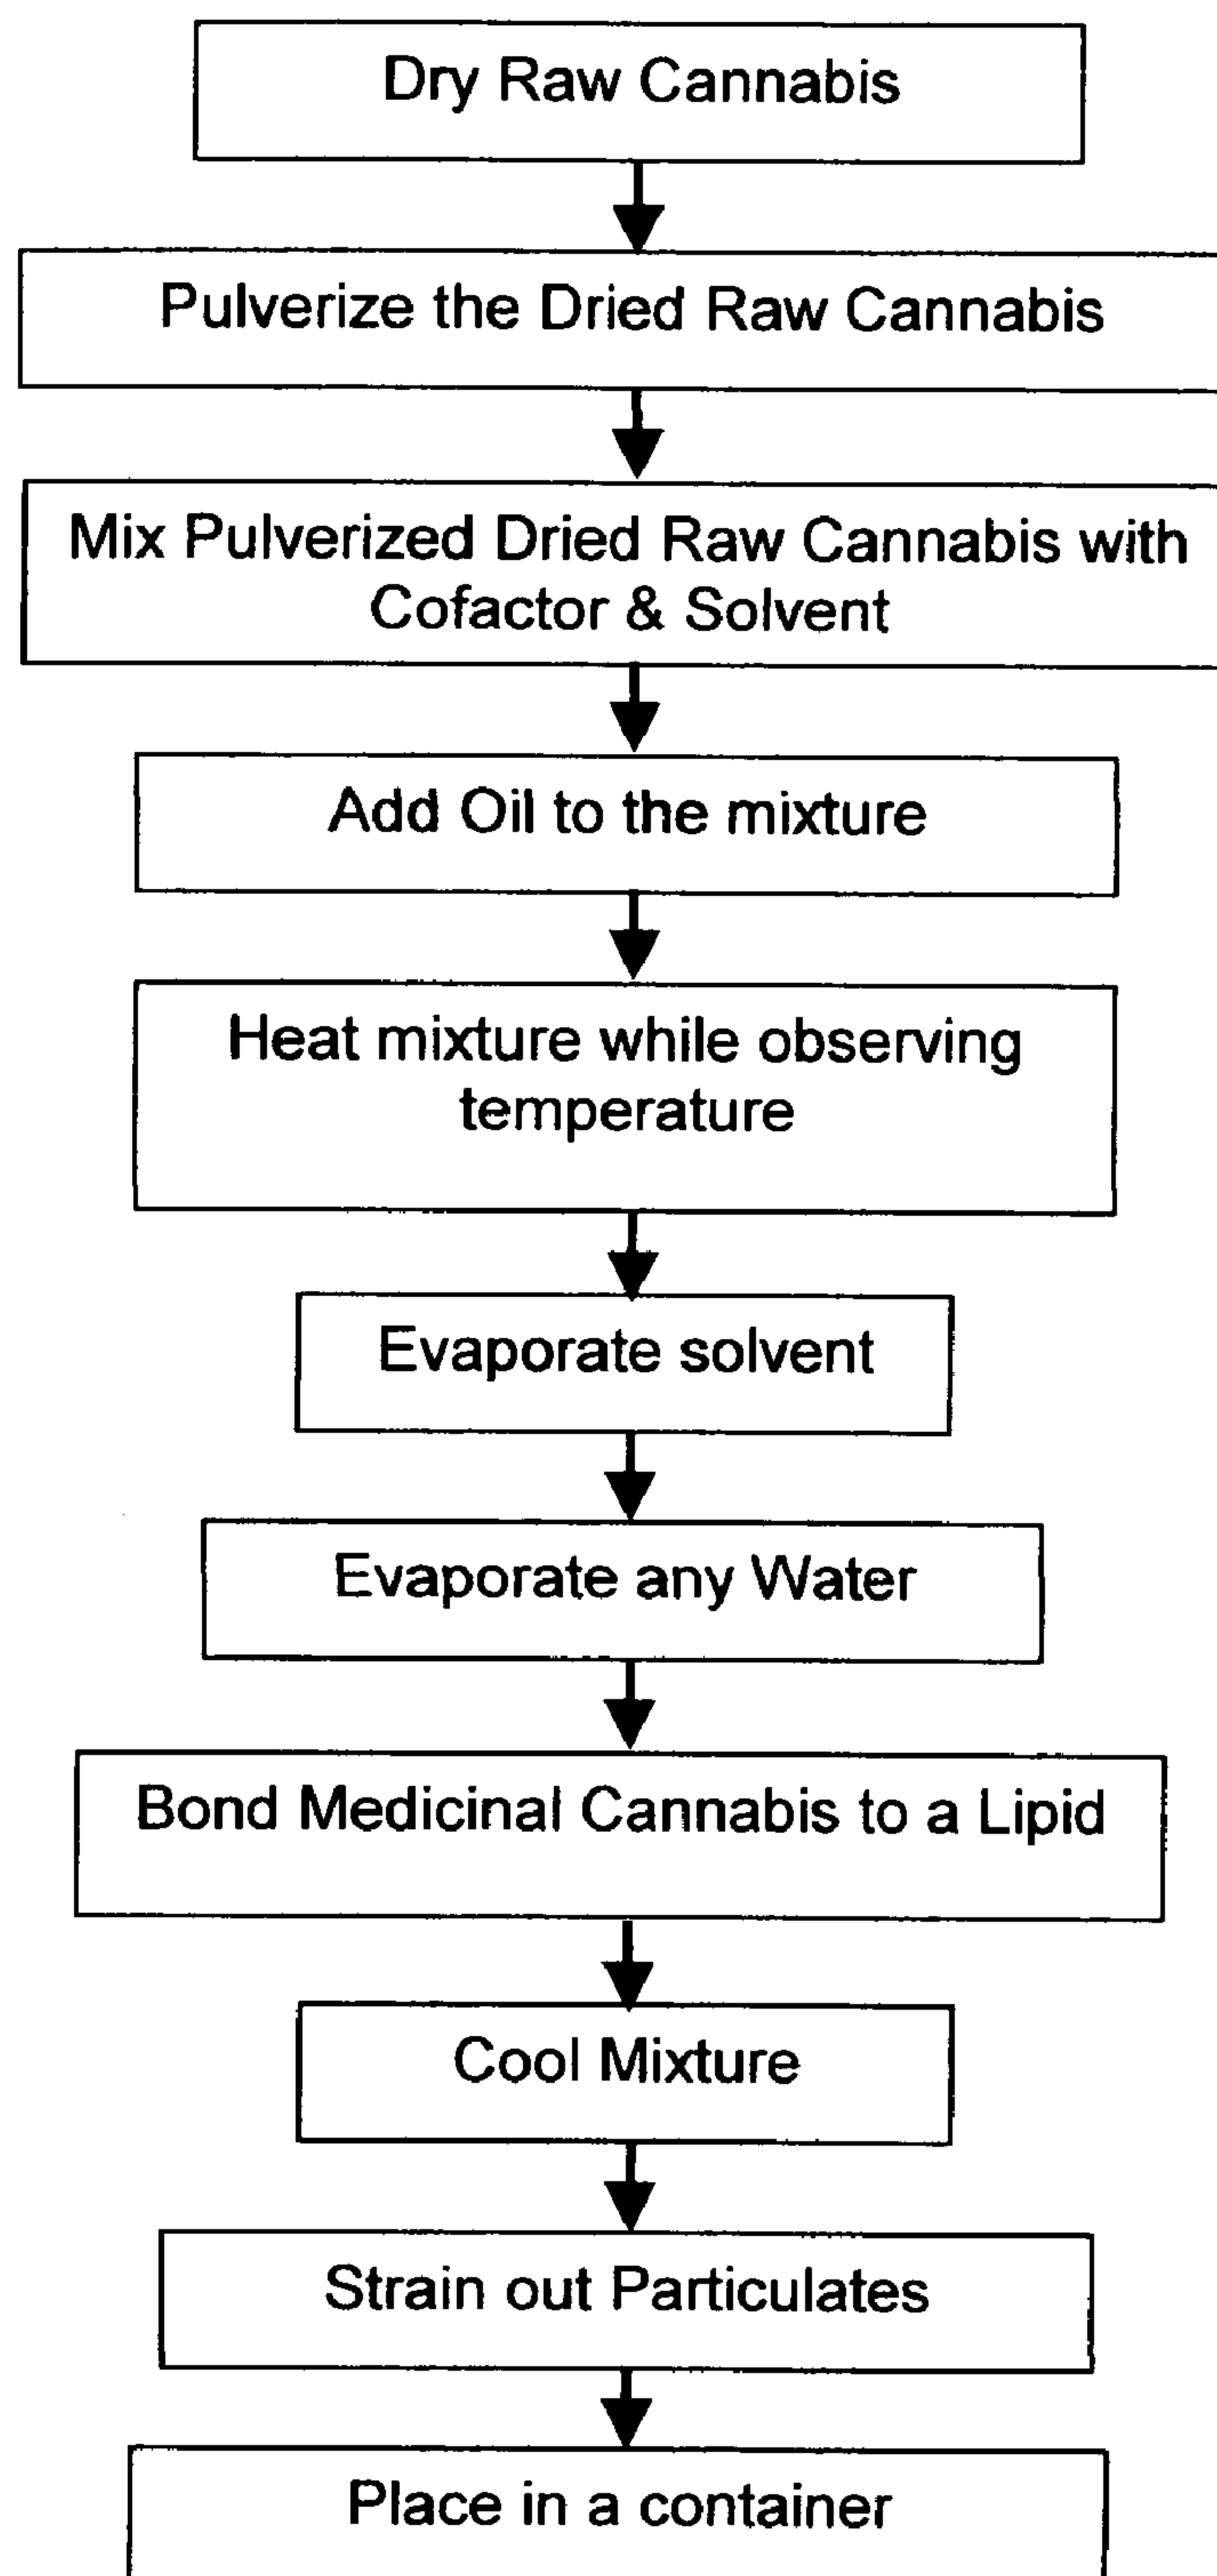 Dry Raw Cannabis
Pulverize the Dried Raw Cannabis
Mix Pulverized Dried Raw Cannabis with
Cofactor & Solvent
Add Oil to the mixture
Heat mixture while observing
temperature
Evaporate solvent
Evaporate any Water
Bond Medicinal Cannabis to a Lipid
Cool Mixture
Strain out Particulates
Place in a container